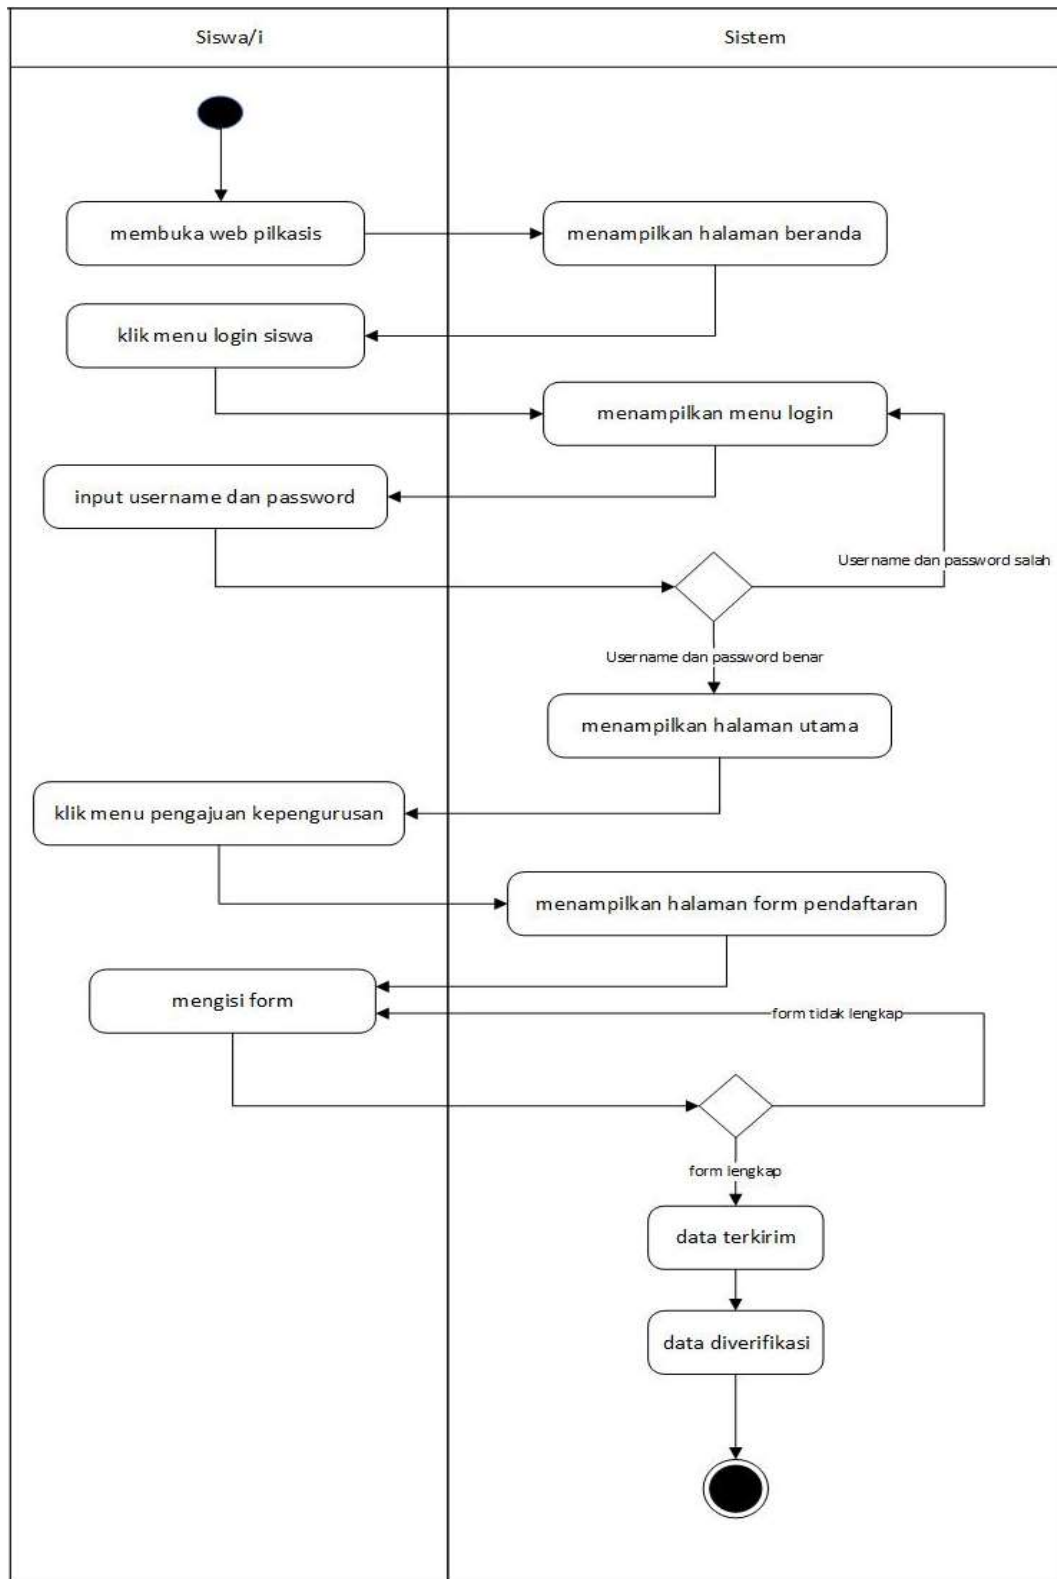 Siswa/i
Sistem
membuka web pilkasis
menampilkan halaman beranda
klik menu login siswa
menampilkan menu login
input username dan password
Username dan password salah
Username dan password benar
menampilkan halaman utama
klik menu pengajuan kepengurusan
menampilkan halaman form pendaftaran
mengisi form
form tidak lengkap
form lengkap
data terkirim
data diverifikasi